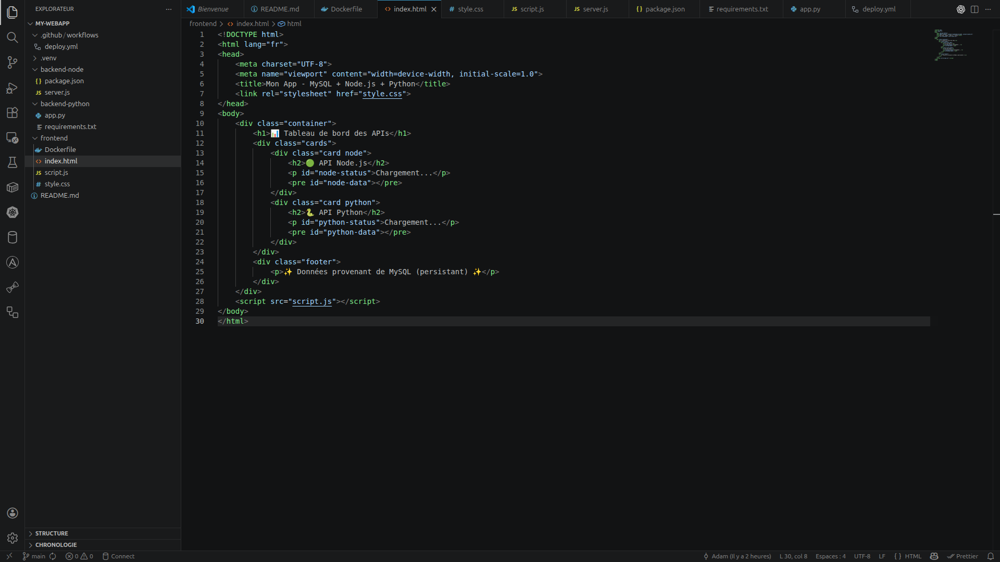 EXPLORATEUR
MY-WEBAPP
.github/workflows
deploy.yml
.venv
backend-node
package.json
server.js
backend-python
app.py
requirements.txt
frontend
Dockerfile
index.html
script.js
style.css
README.md
STRUCTURE
CHRONOLOGIE
Bienvenue README.md Dockerfile index.html style.css script.js server.js package.json requirements.txt app.py deploy.yml
frontend > index.html > html
1 <!DOCTYPE html>
2 <html lang="fr">
3 <head>
4     <meta charset="UTF-8">
5     <meta name="viewport" content="width=device-width, initial-scale=1.0">
6     <title>Mon App - MySQL + Node.js + Python</title>
7     <link rel="stylesheet" href="style.css">
8 </head>
9 <body>
10     <div class="container">
11         <h1>📊 Tableau de bord des APIs</h1>
12         <div class="cards">
13             <div class="card node">
14                 <h2>🟢 API Node.js</h2>
15                 <p id="node-status">Chargement...</p>
16                 <pre id="node-data"></pre>
17             </div>
18             <div class="card python">
19                 <h2>🐍 API Python</h2>
20                 <p id="python-status">Chargement...</p>
21                 <pre id="python-data"></pre>
22             </div>
23         </div>
24         <div class="footer">
25             <p>✨ Données provenant de MySQL (persistant) ✨</p>
26         </div>
27     </div>
28     <script src="script.js"></script>
29 </body>
30 </html>
main 0 0 Connect Adam (Il y a 2 heures) L 30, col 8 Espaces : 4 UTF-8 LF { } HTML Prettier